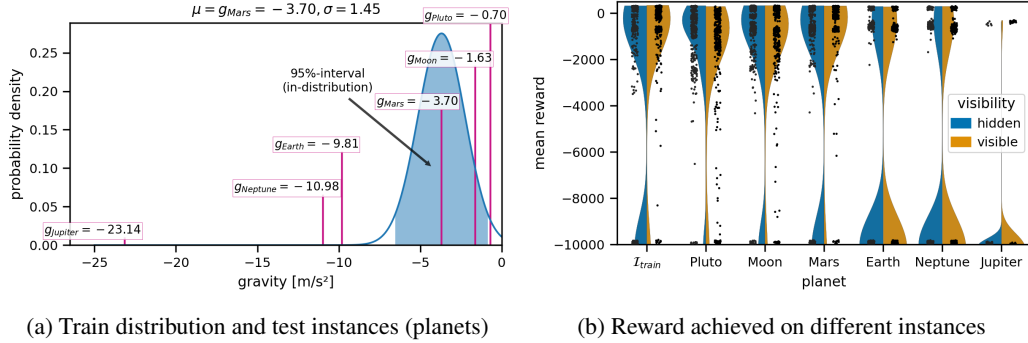 μ = g_Mars = −3.70, σ = 1.45
g_Pluto = −0.70
g_Moon = −1.63
95%-interval
(in-distribution)
g_Mars = −3.70
g_Earth = −9.81
g_Neptune = −10.98
g_Jupiter = −23.14
probability density
0.25
0.20
0.15
0.10
0.05
0.00
−25 −20 −15 −10 −5 0
gravity [m/s²]
(a) Train distribution and test instances (planets)
mean reward
0
−2000
−4000
−6000
−8000
−10000
visibility
hidden
visible
I_train Pluto Moon Mars Earth Neptune Jupiter
planet
(b) Reward achieved on different instances